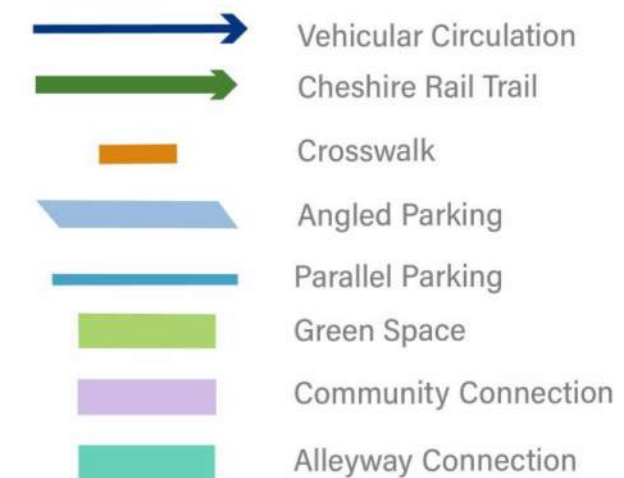 Vehicular Circulation
Cheshire Rail Trail
Crosswalk
Angled Parking
Parallel Parking
Green Space
Community Connection
Alleyway Connection